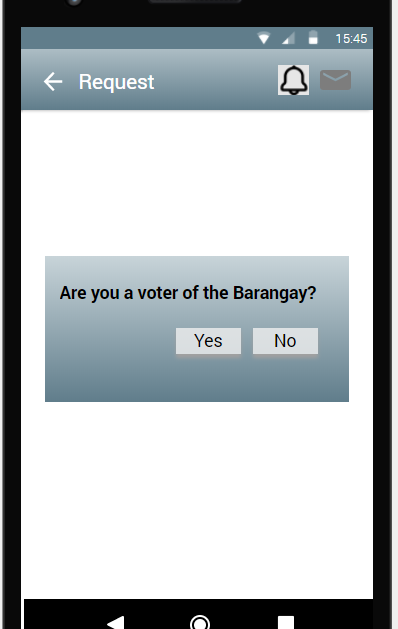 15:45
Request
Are you a voter of the Barangay?
Yes No